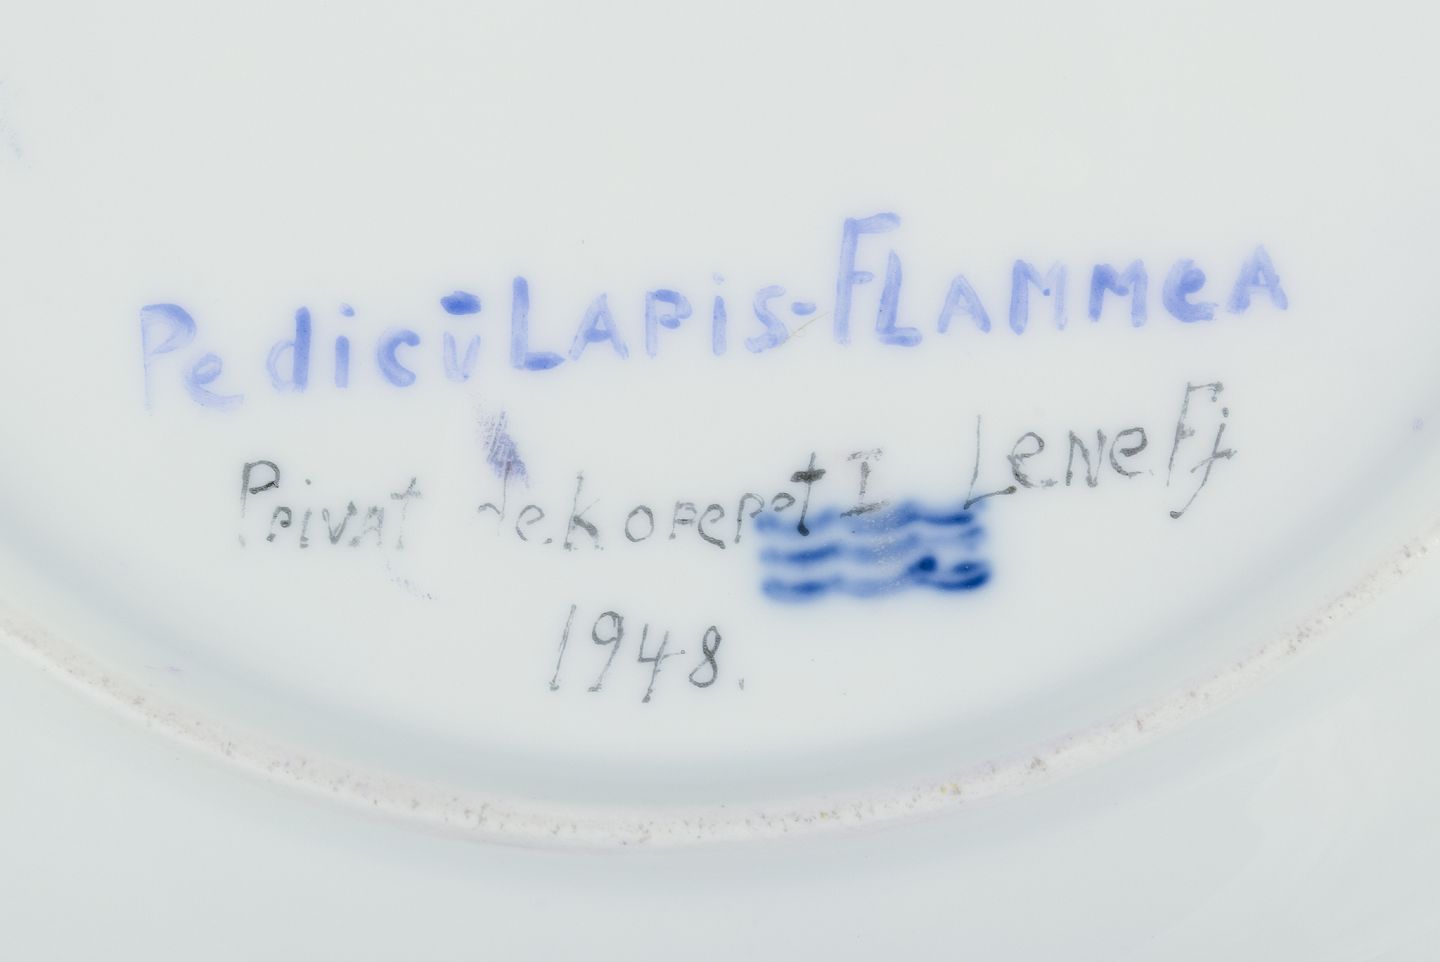 PedicuLAPis-FLAMMeA
Privat dekoreret I LeNe Fj
1948.